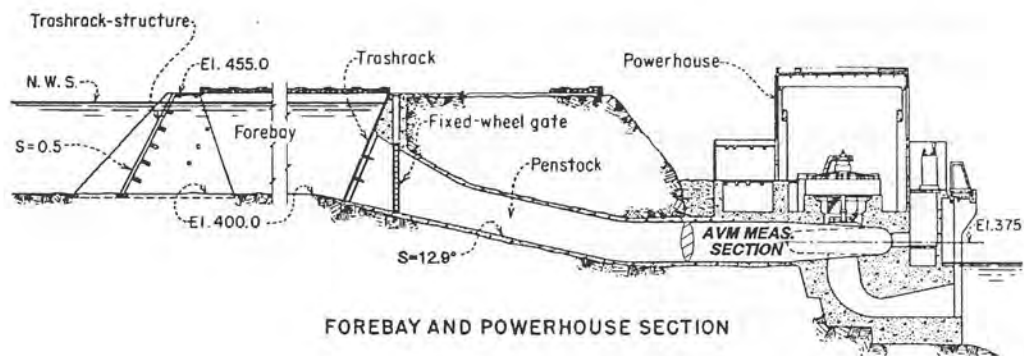 Trashrack-structure
El. 455.0
Trashrack
Powerhouse
N.W.S.
Forebay
Fixed-wheel gate
S=0.5
Penstock
El. 400.0
AVM MEAS.
SECTION
El.375
S=12.9°
FOREBAY AND POWERHOUSE SECTION